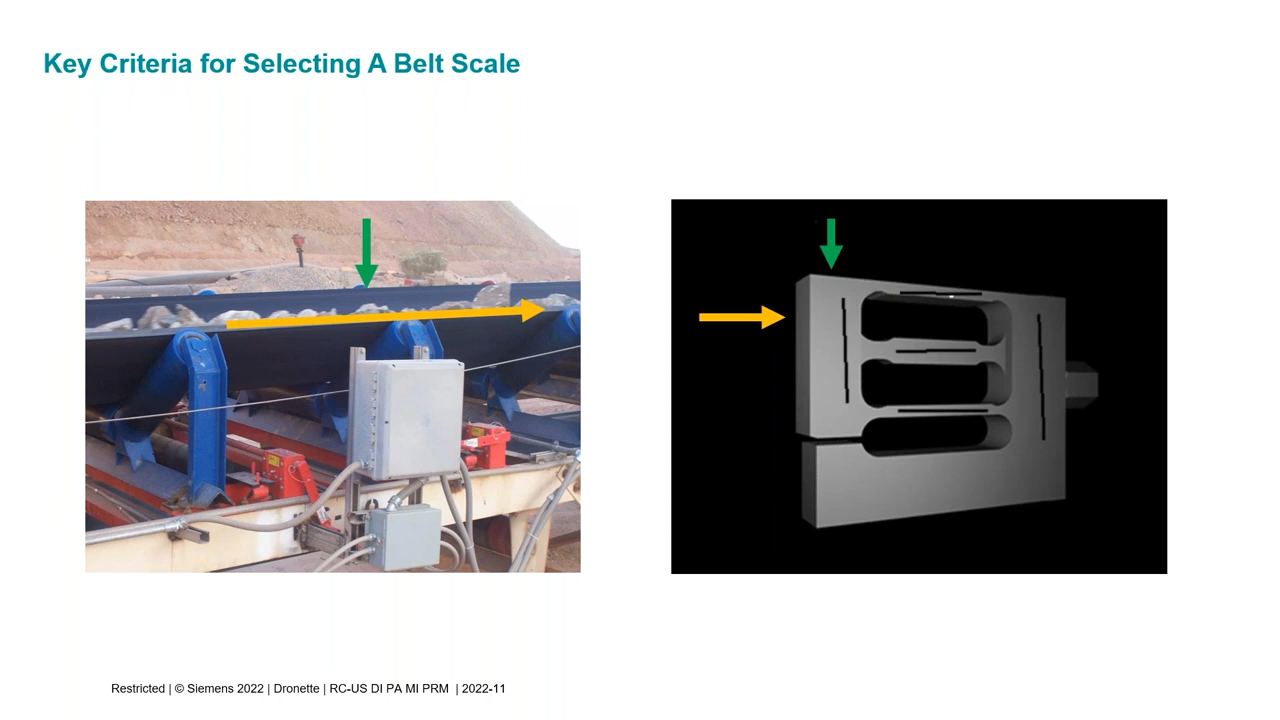 Key Criteria for Selecting A Belt Scale
Restricted | © Siemens 2022 | Dronette | RC-US DI PA MI PRM | 2022-11